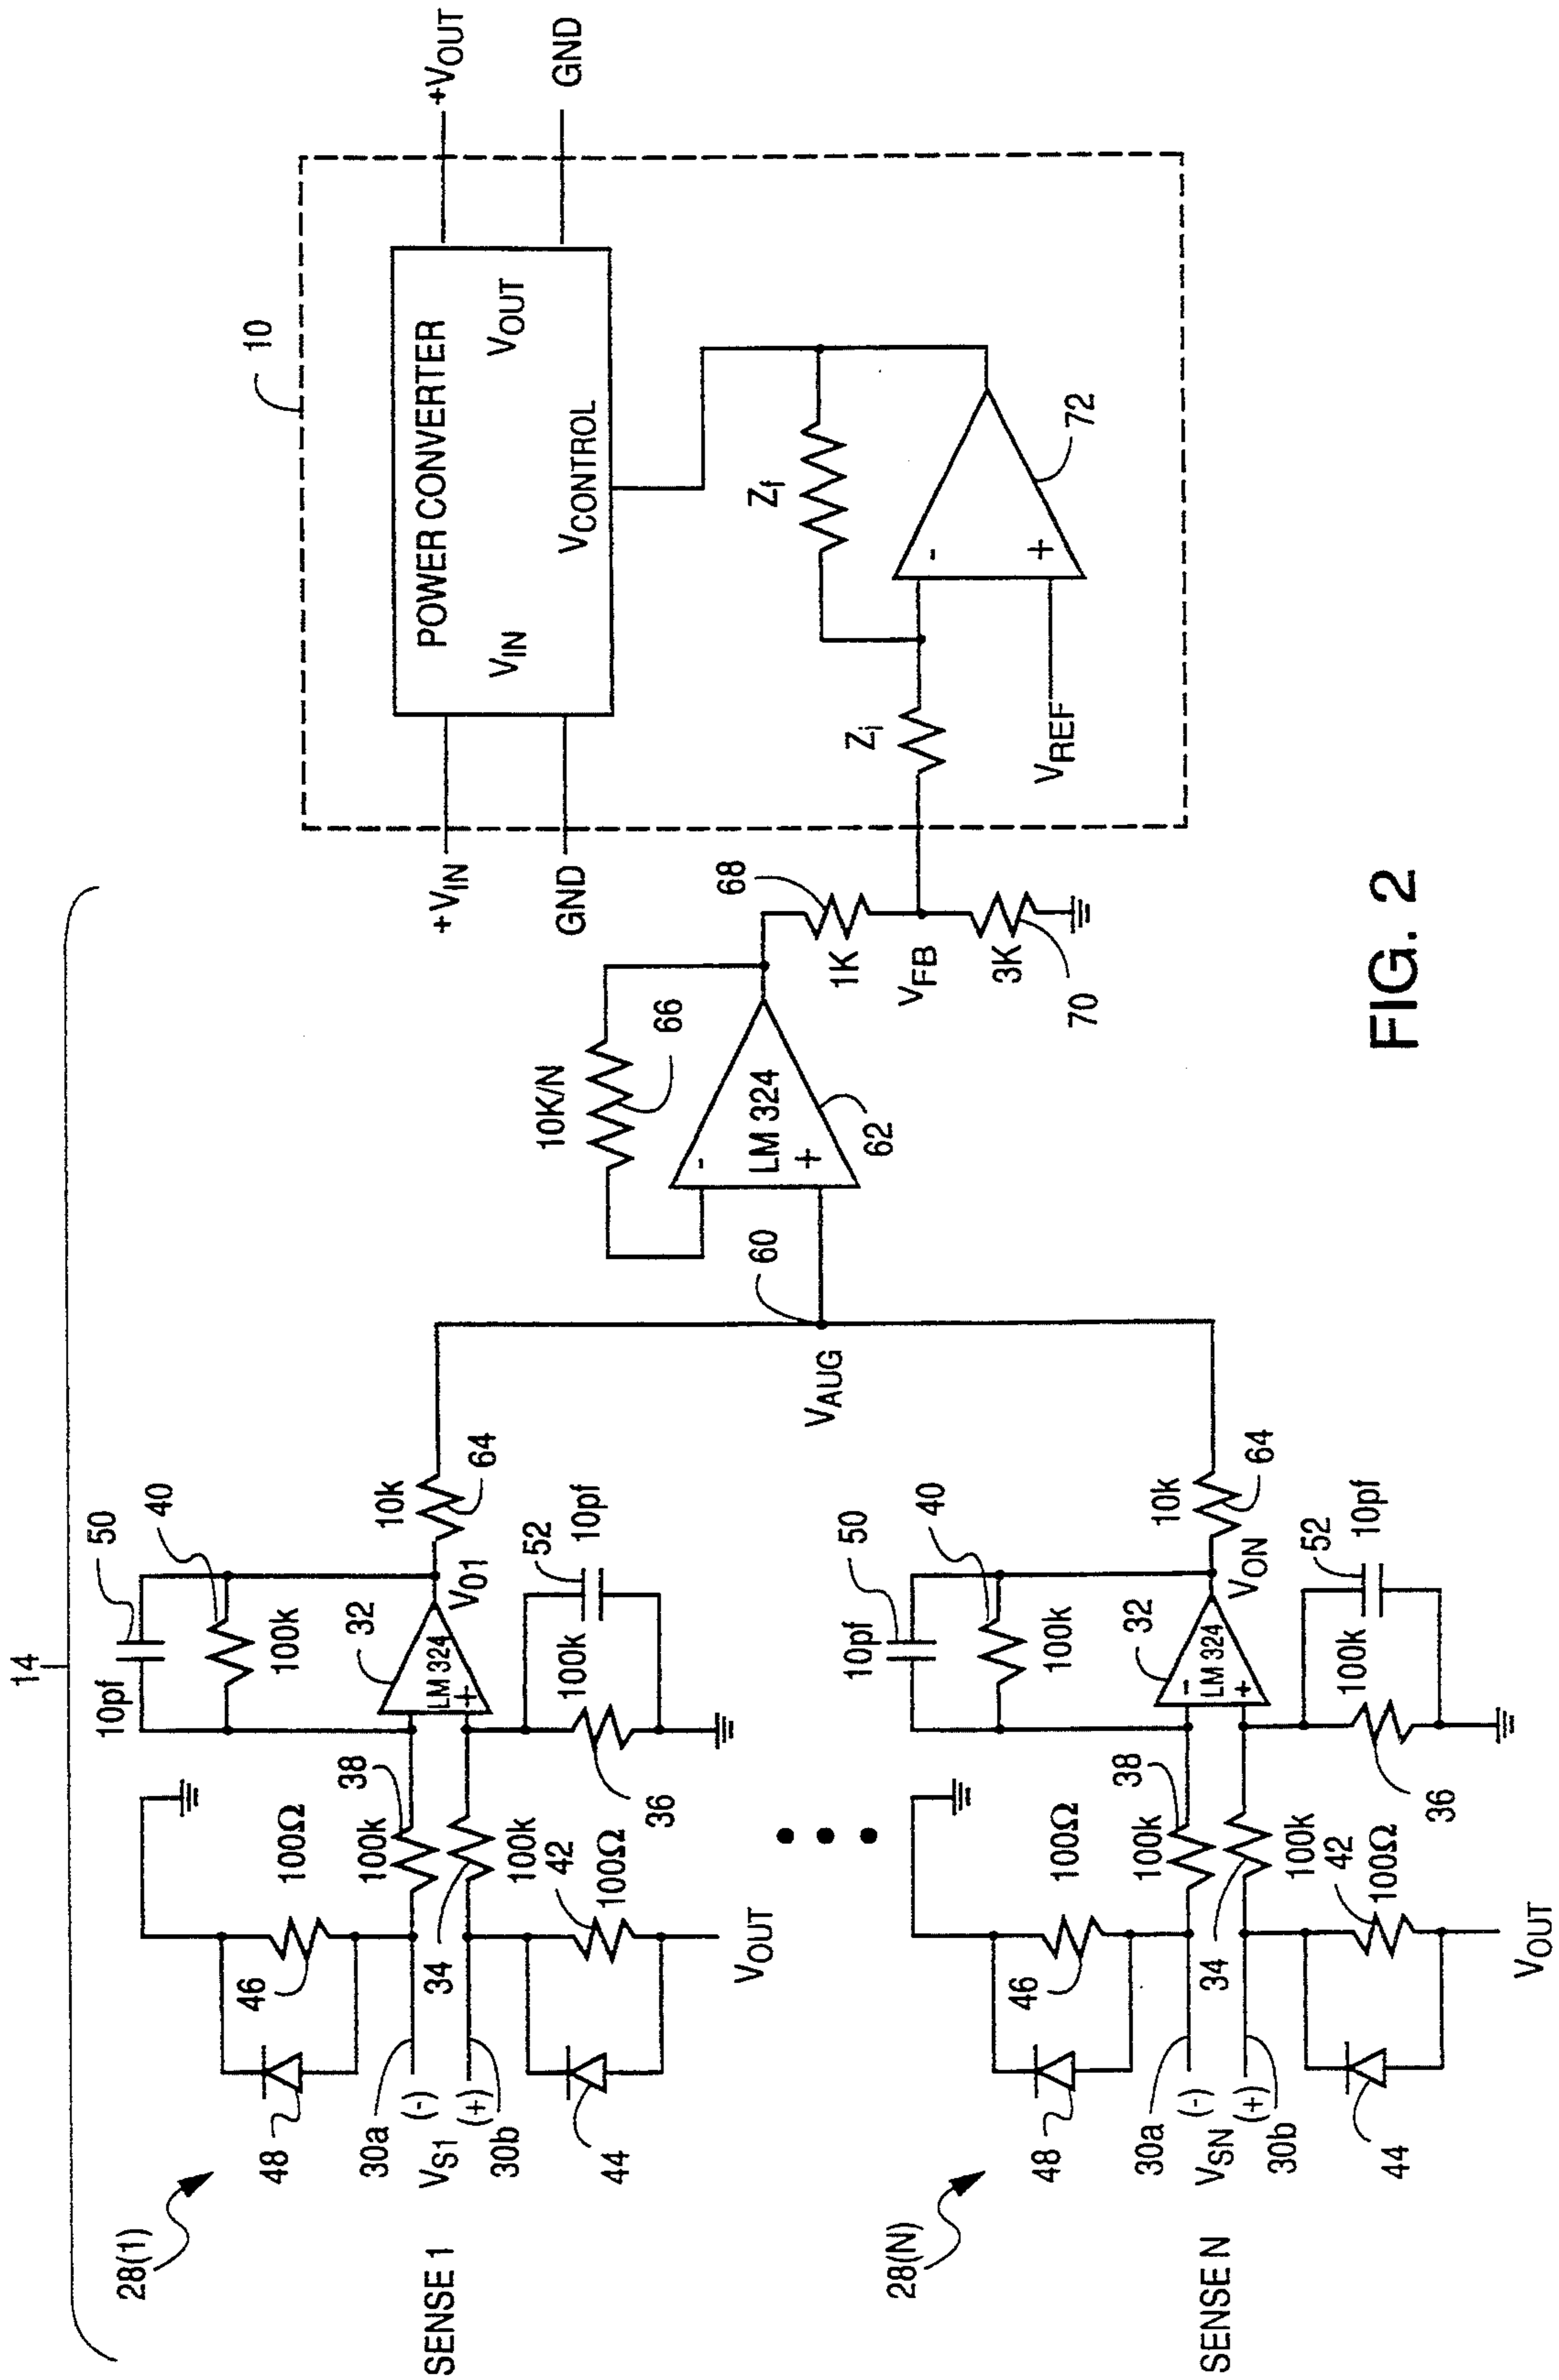 14
28(1)
SENSE 1
48
46
100Ω
30a
(-)
VS1
(+)
30b
44
38
100k
34
100k
42
100Ω
VOUT
36
10pf
50
40
100k
32
LM 324
+
VO1
100k
52
10pf
10k
64
28(N)
SENSE N
48
46
100Ω
30a
(-)
VSN
(+)
30b
44
38
100k
34
100k
42
100Ω
VOUT
36
10pf
50
40
100k
32
-
LM 324
+
VON
100k
52
10pf
10k
64
VAUG
60
10K/N
66
-
LM 324
+
62
68
1K
VFB
3K
70
+VIN
GND
10
POWER CONVERTER
VIN
VOUT
VCONTROL
+VOUT
GND
Zi
Zf
-
+
72
VREF
FIG. 2